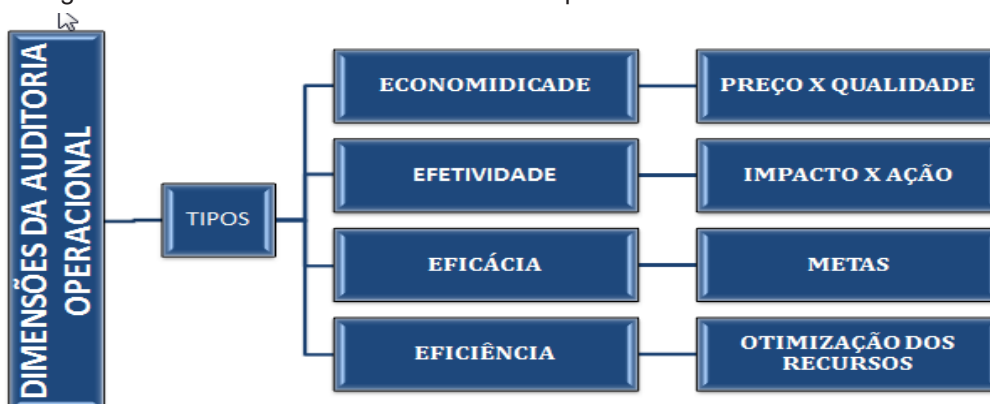 DIMENSÕES DA AUDITORIA
OPERACIONAL
TIPOS
ECONOMIDICADE
PREÇO X QUALIDADE
EFETIVIDADE
IMPACTO X AÇÃO
EFICÁCIA
METAS
EFICIÊNCIA
OTIMIZAÇÃO DOS
RECURSOS